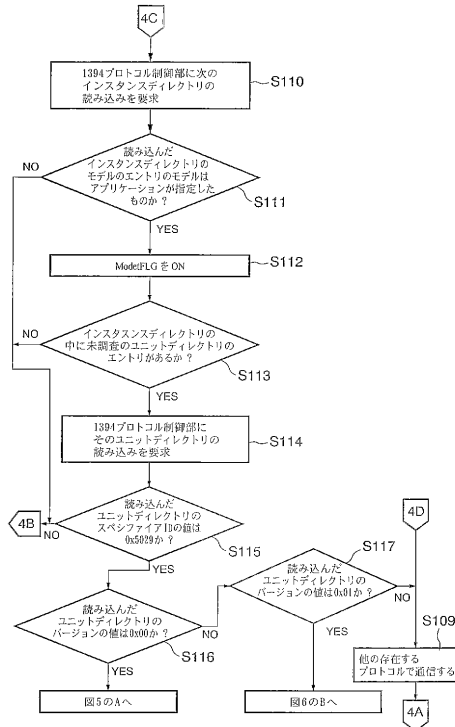 4C
1394プロトコル制御部に次の
インスタンスディレクトリの
読み込みを要求
S110
読み込んだ
インスタンスディレクトリの
モデルのエントリのモデルは
アプリケーションが指定した
ものか?
S111
NO
YES
ModelFLGをON
S112
インスタスンスディレクトリの
中に未調査のユニットディレクトリの
エントリがあるか?
S113
NO
YES
1394プロトコル制御部に
そのユニットディレクトリの
読み込みを要求
S114
4B
NO
読み込んだ
ユニットディレクトリの
スペシファイアIDの値は
0x5029か?
S115
YES
読み込んだ
ユニットディレクトリの
バージョンの値は0x00か?
S116
NO
YES
図5のAへ
S117
読み込んだ
ユニットディレクトリの
バージョンの値は0x01か?
NO
YES
図6のBへ
4D
S109
他の存在する
プロトコルで通信する
4A